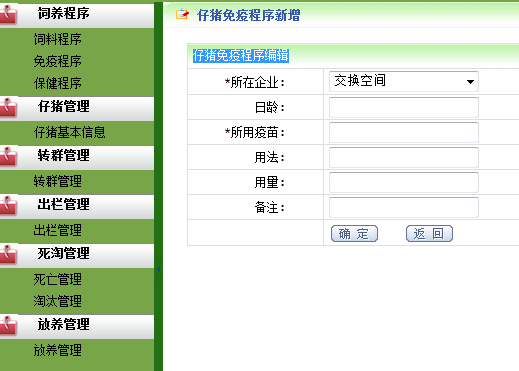 饲养程序
饲料程序
免疫程序
保健程序
仔猪管理
仔猪基本信息
转群管理
转群管理
出栏管理
出栏管理
死淘管理
死亡管理
淘汰管理
放养管理
放养管理
仔猪免疫程序新增
仔猪免疫程序编辑
*所在企业： 交换空间
日龄：
*所用疫苗：
用法：
用量：
备注：
确 定 返 回